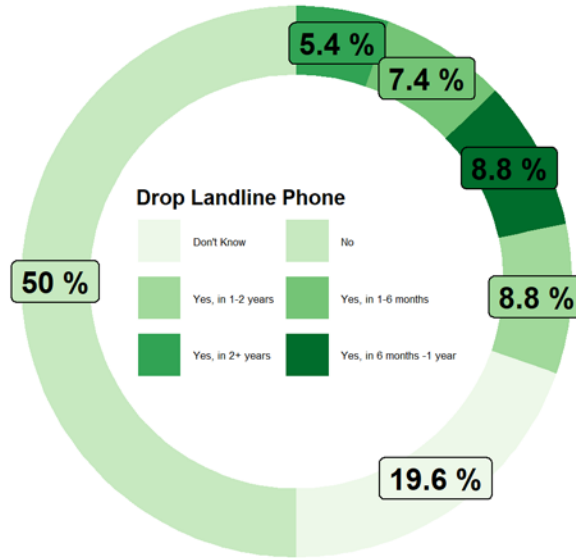 5.4 %
7.4 %
8.8 %
Drop Landline Phone
Don't Know
No
50 %
Yes, in 1-2 years
Yes, in 1-6 months
8.8 %
Yes, in 2+ years
Yes, in 6 months -1 year
19.6 %